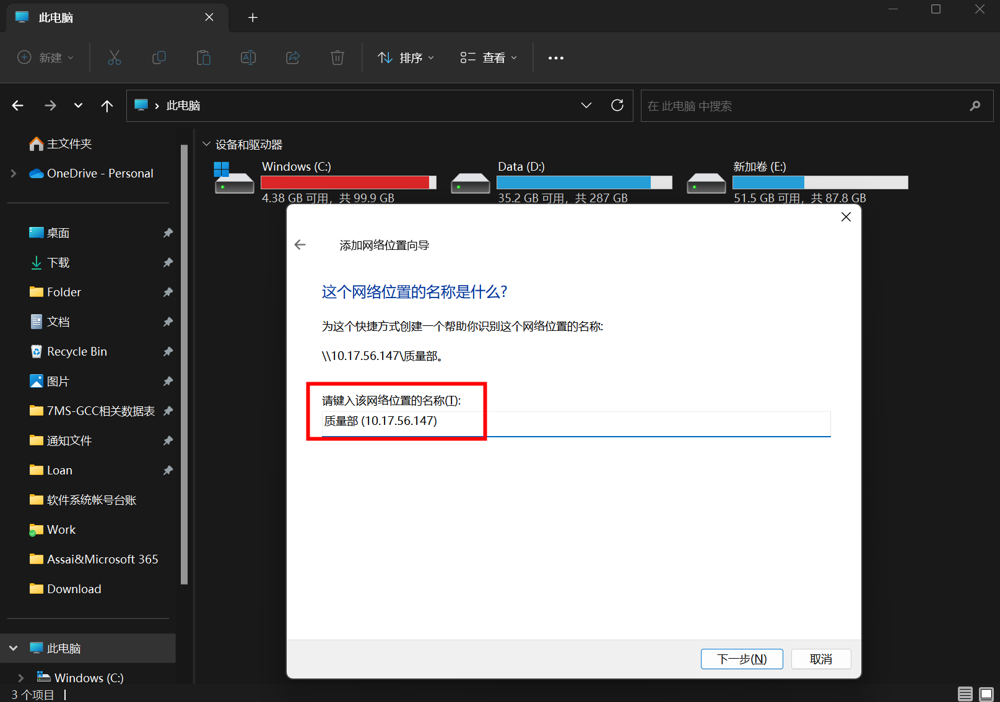 此电脑
新建
排序
查看
此电脑
在 此电脑 中搜索
主文件夹
OneDrive - Personal
桌面
下载
Folder
文档
Recycle Bin
图片
7MS-GCC相关数据表
通知文件
Loan
软件系统帐号台账
Work
Assai&Microsoft 365
Download
此电脑
Windows (C:)
3 个项目
设备和驱动器
Windows (C:)
4.38 GB 可用，共 99.9 GB
Data (D:)
35.2 GB 可用，共 287 GB
新加卷 (E:)
51.5 GB 可用，共 87.8 GB
添加网络位置向导
这个网络位置的名称是什么?
为这个快捷方式创建一个帮助你识别这个网络位置的名称:
\\10.17.56.147\质量部。
请键入该网络位置的名称(T):
质量部 (10.17.56.147)
下一步(N)
取消